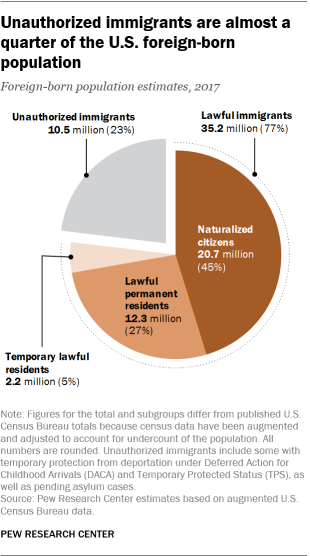 Unauthorized immigrants are almost a
quarter of the U.S. foreign-born
population
Foreign-born population estimates, 2017
Unauthorized immigrants
10.5 million (23%)
Lawful immigrants
35.2 million (77%)
Naturalized
citizens
20.7 million
(45%)
Lawful
permanent
residents
12.3 million
(27%)
Temporary lawful
residents
2.2 million (5%)
Note: Figures for the total and subgroups differ from published U.S.
Census Bureau totals because census data have been augmented
and adjusted to account for undercount of the population. All
numbers are rounded. Unauthorized immigrants include some with
temporary protection from deportation under Deferred Action for
Childhood Arrivals (DACA) and Temporary Protected Status (TPS), as
well as pending asylum cases.
Source: Pew Research Center estimates based on augmented U.S.
Census Bureau data.
PEW RESEARCH CENTER